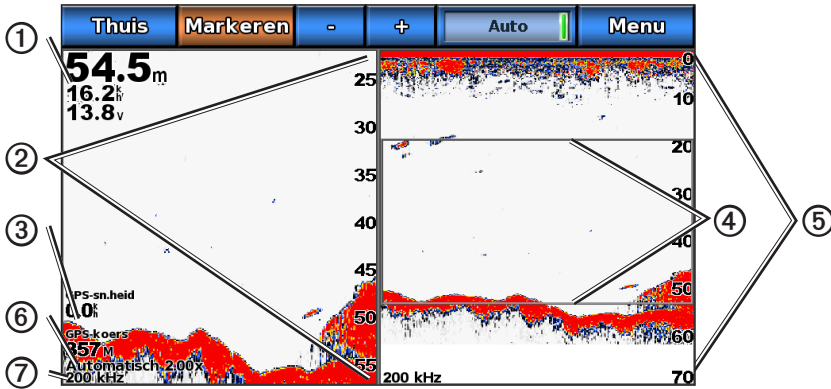 Thuis Markeren - + Auto Menu
① 54.5m
16.2
13.8 V
②
③
GPS-sn.heid
0.0
GPS-koers
⑥ 357 M
Automatisch 2.00x
⑦ 200 kHz
25
30
35
40
45
50
55
0
10
20
30
40
50
60
70
200 kHz
④
⑤